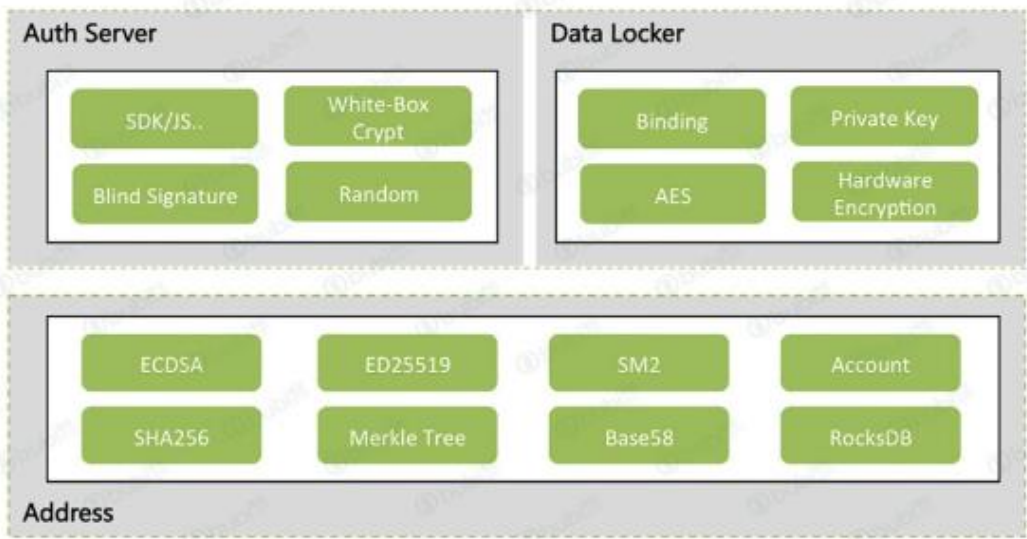 Auth Server
SDK/JS..
White-Box
Crypt
Blind Signature
Random
Data Locker
Binding
Private Key
AES
Hardware
Encryption
ECDSA
ED25519
SM2
Account
SHA256
Merkle Tree
Base58
RocksDB
Address